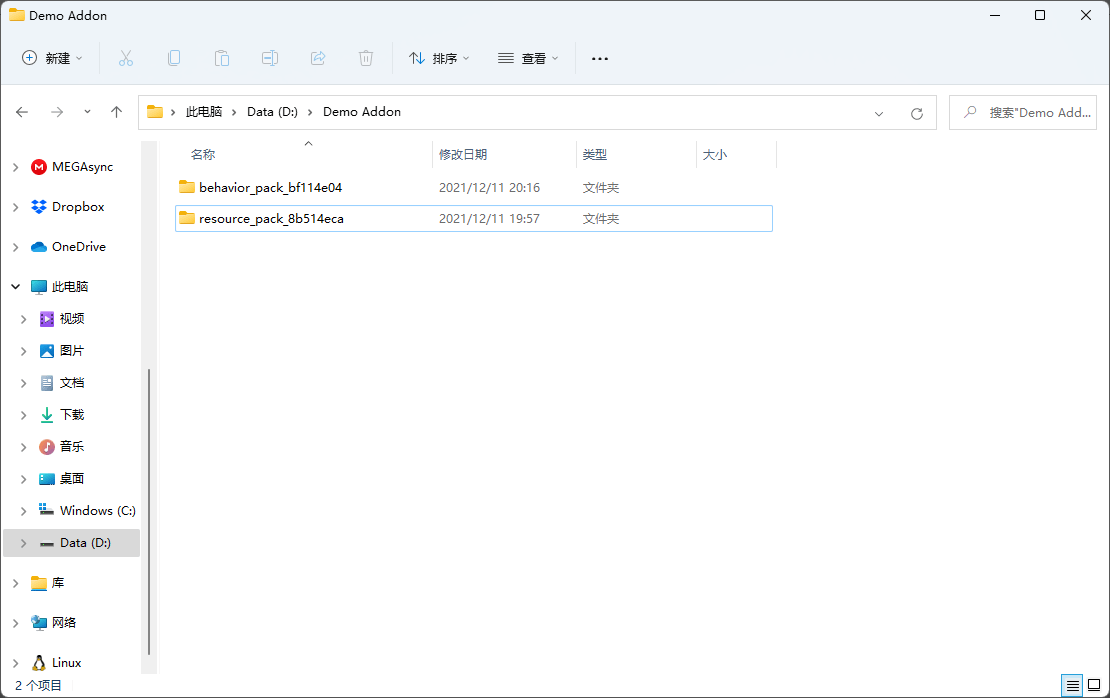 Demo Addon
新建 排序 查看
此电脑 Data (D:) Demo Addon 搜索"Demo Add...
MEGAsync
Dropbox
OneDrive
此电脑
视频
图片
文档
下载
音乐
桌面
Windows (C:)
Data (D:)
库
网络
Linux
名称 修改日期 类型 大小
behavior_pack_bf114e04 2021/12/11 20:16 文件夹
resource_pack_8b514eca 2021/12/11 19:57 文件夹
2 个项目